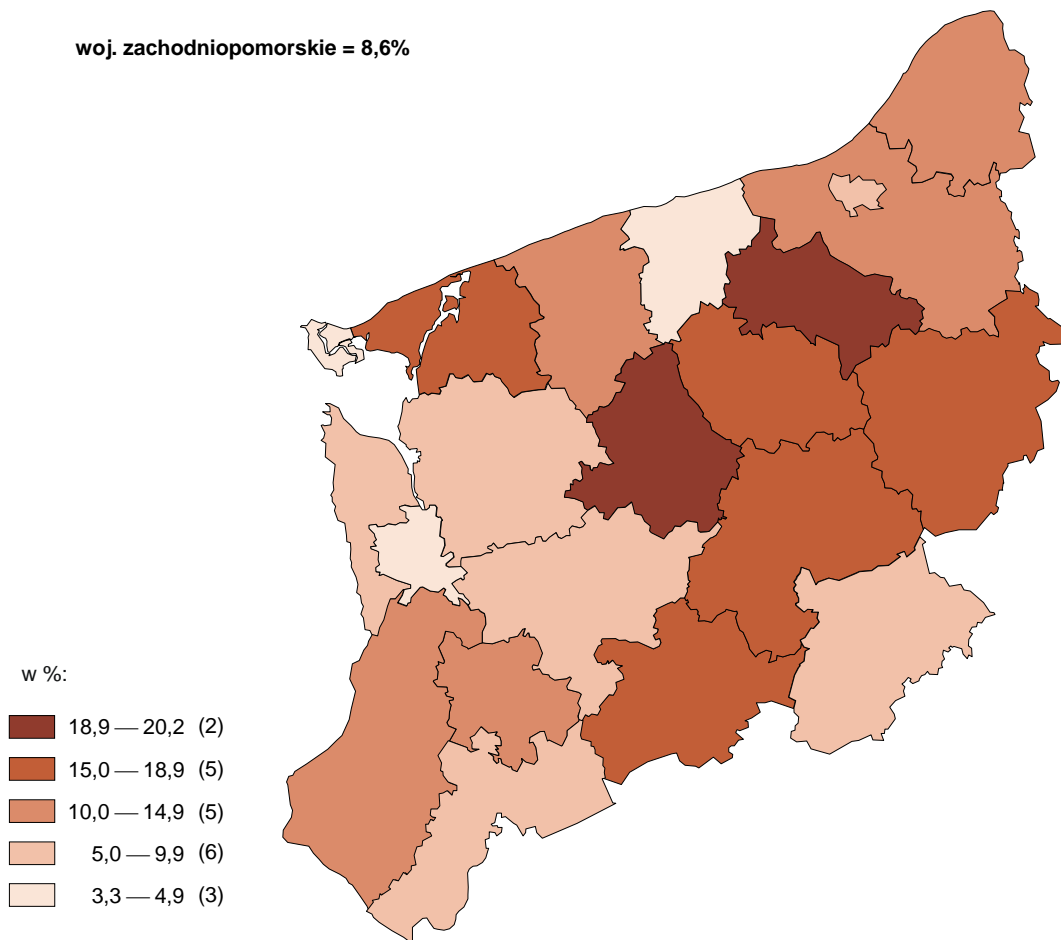 woj. zachodniopomorskie = 8,6%
w %:
18,9 — 20,2 (2)
15,0 — 18,9 (5)
10,0 — 14,9 (5)
5,0 — 9,9 (6)
3,3 — 4,9 (3)